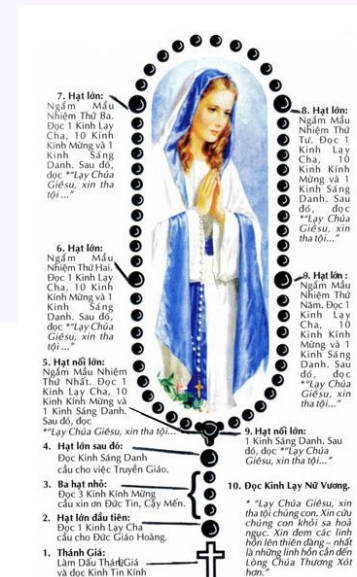 7. Hạt lớn:
Ngắm Mầu
Nhiệm Thứ Ba.
Đọc 1 Kinh Lạy
Cha, 10 Kinh
Kính Mừng và 1
Kinh Sáng
Danh. Sau đó,
đọc *"Lạy Chúa
Giêsu, xin tha
tội ..."
6. Hạt lớn:
Ngắm Mầu
Nhiệm Thứ Hai.
Đọc 1 Kinh Lạy
Cha, 10 Kinh
Kính Mừng và 1
Kinh Sáng
Danh. Sau đó,
đọc *"Lạy Chúa
Giêsu, xin tha
tội ..."
5. Hạt nối lớn:
Ngắm Mầu Nhiệm
Thứ Nhất. Đọc 1
Kinh Lạy Cha, 10
Kinh Kính Mừng và
1 Kinh Sáng Danh.
Sau đó, đọc
*"Lạy Chúa Giêsu, xin tha tội..."
4. Hạt lớn sau đó:
Đọc Kinh Sáng Danh
cầu cho việc Truyền Giáo.
3. Ba hạt nhỏ:
Đọc 3 Kinh Kính Mừng
cầu xin ơn Đức Tin, Cậy Mến.
2. Hạt lớn đầu tiên:
Đọc 1 Kinh Lạy Cha
cầu cho Đức Giáo Hoàng.
1. Thánh Giá:
Làm Dấu Thánh Giá
và đọc Kinh Tin Kính
8. Hạt lớn:
Ngắm Mầu
Nhiệm Thứ
Tư. Đọc 1
Kinh Lạy
Cha, 10
Kinh Kính
Mừng và 1
Kinh Sáng
Danh. Sau
đó, đọc
*"Lạy Chúa
Giêsu, xin
tha tội..."
9. Hạt lớn :
Ngắm Mầu
Nhiệm Thứ
Năm. Đọc 1
Kinh Lạy
Cha, 10
Kinh Kính
Mừng và 1
Kinh Sáng
Danh. Sau
đó, đọc
*"Lạy Chúa
Giêsu, xin
tha tội..."
9. Hạt nối lớn:
1 Kinh Sáng Danh. Sau
đó, đọc *"Lạy Chúa
Giêsu, xin tha tội..."
10. Đọc Kinh Lạy Nữ Vương.
* "Lạy Chúa Giêsu, xin
tha tội chúng con. Xin cứu
chúng con khỏi sa hoả
ngục. Xin đem các linh
hồn lên thiên đàng – nhất
là những linh hồn cần đến
Lòng Chúa Thương Xót
hơn."